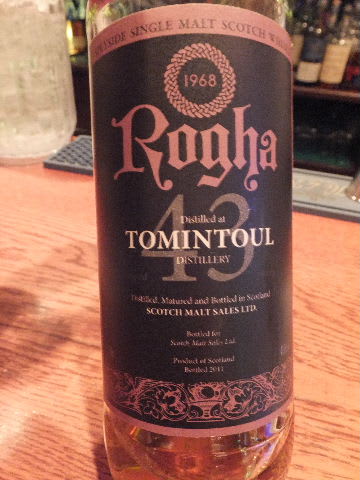 SPEYSIDE SINGLE MALT SCOTCH
1968
Rogha
43
Distilled at
TOMINTOUL
DISTILLERY
Distilled, Matured and Bottled in Scotland
SCOTCH MALT SALES LTD.
Bottled for
Scotch Malt Sales Ltd.
Product of Scotland
Bottled 2011